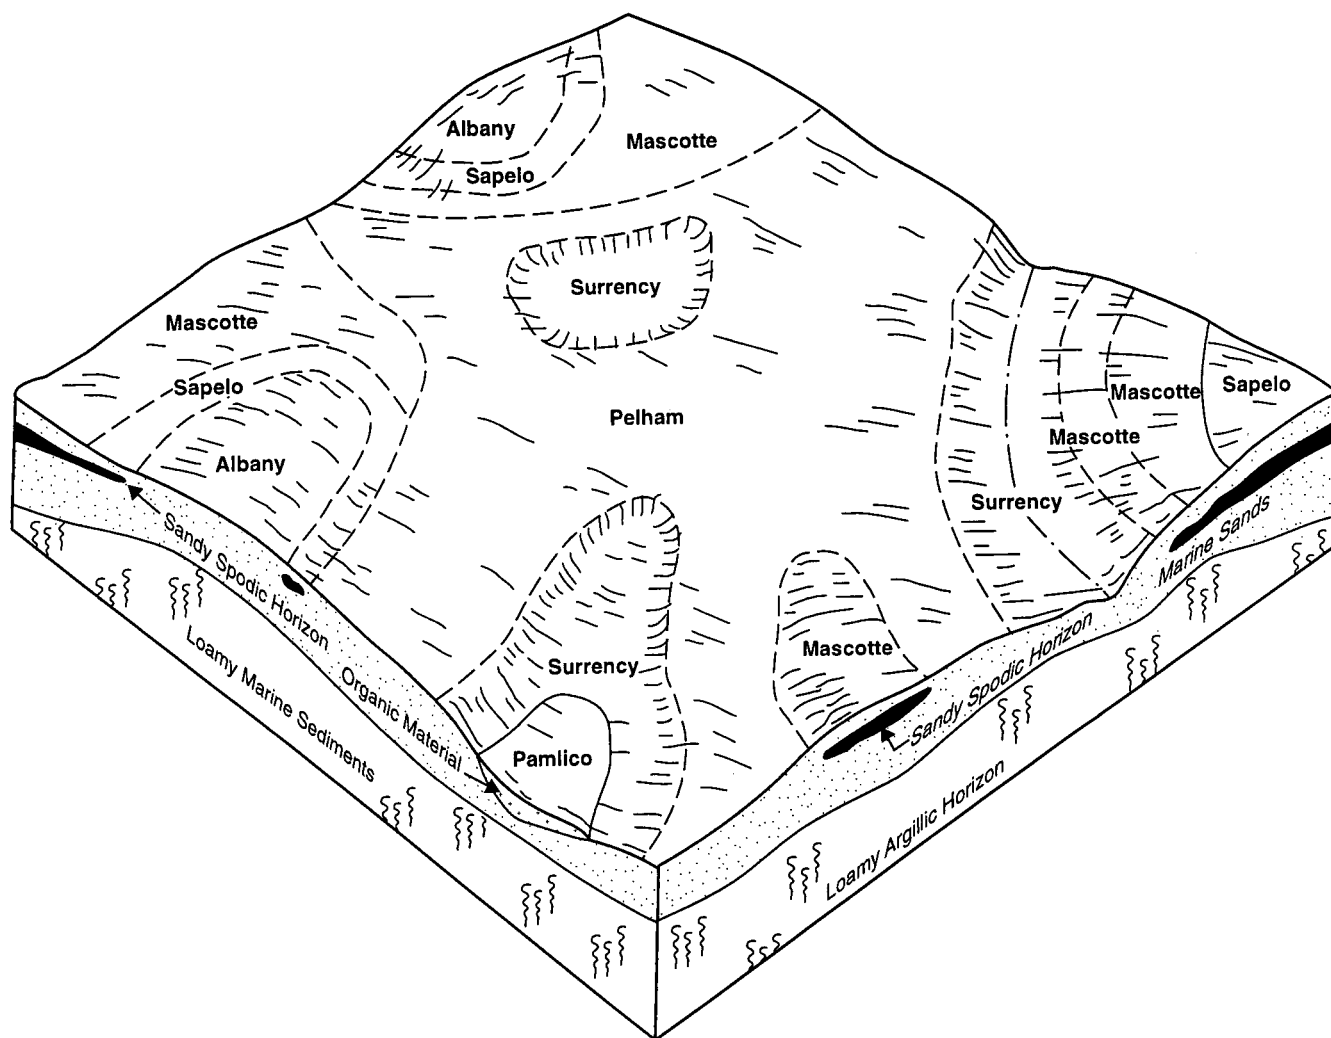 Albany
Mascotte
Sapelo
Surrency
Mascotte
Sapelo
Pelham
Mascotte
Sapelo
Albany
Mascotte
Surrency
Sandy Spodic Horizon
Marine Sands
Surrency
Mascotte
Organic Material
Sandy Spodic Horizon
Loamy Marine Sediments
Pamlico
Loamy Argillic Horizon